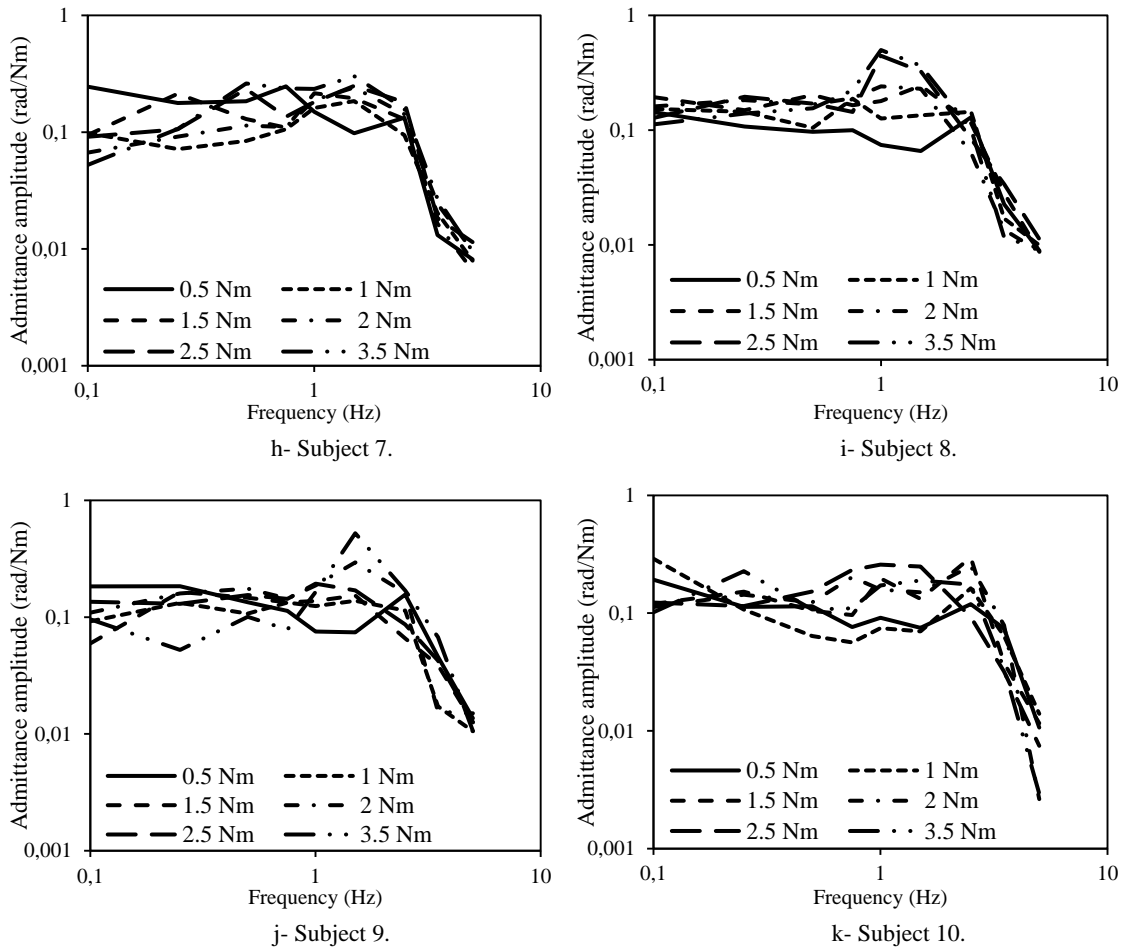 Admittance amplitude (rad/Nm)
1
0,1
0,01
0,001
0.5 Nm 1 Nm
1.5 Nm 2 Nm
2.5 Nm 3.5 Nm
0,1 1 10
Frequency (Hz)
h- Subject 7.
Admittance amplitude (rad/Nm)
1
0,1
0,01
0,001
0.5 Nm 1 Nm
1.5 Nm 2 Nm
2.5 Nm 3.5 Nm
0,1 1 10
Frequency (Hz)
i- Subject 8.
Admittance amplitude (rad/Nm)
1
0,1
0,01
0,001
0.5 Nm 1 Nm
1.5 Nm 2 Nm
2.5 Nm 3.5 Nm
0,1 1 10
Frequency (Hz)
j- Subject 9.
Admittance amplitude (rad/Nm)
1
0,1
0,01
0,001
0.5 Nm 1 Nm
1.5 Nm 2 Nm
2.5 Nm 3.5 Nm
0,1 1 10
Frequency (Hz)
k- Subject 10.